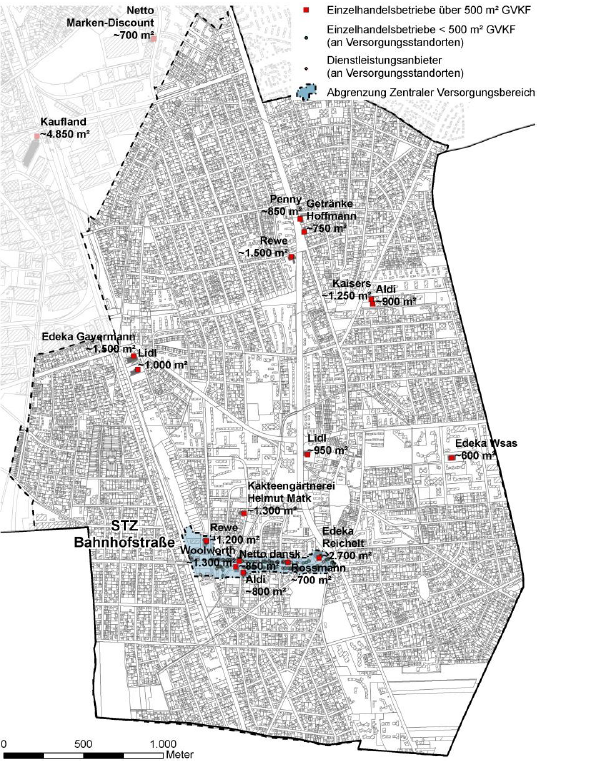 Netto
Marken-Discount
~700 m²
Einzelhandelsbetriebe über 500 m² GVKF
Einzelhandelsbetriebe < 500 m² GVKF
(an Versorgungsstandorten)
Dienstleistungsanbieter
(an Versorgungsstandorten)
Abgrenzung Zentraler Versorgungsbereich
Kaufland
~4.850 m²
Penny
~850 m²
Getränke
Hoffmann
~750 m²
Rewe
~1.500 m²
Kaisers
~1.250 m²
Aldi
~900 m²
Edeka Gayermann
~1.500 m²
Lidl
~1.000 m²
Lidl
~950 m²
Edeka Wsas
~600 m²
Kakteengärtnerei
Helmut Matk
~1.300 m²
STZ
Bahnhofstraße
Rewe
~1.200 m²
Edeka
Reichelt
~2.700 m²
Woolworth
~1.300 m²
Netto dansk
~850 m²
Rossmann
~700 m²
Aldi
~800 m²
0 500 1.000
Meter